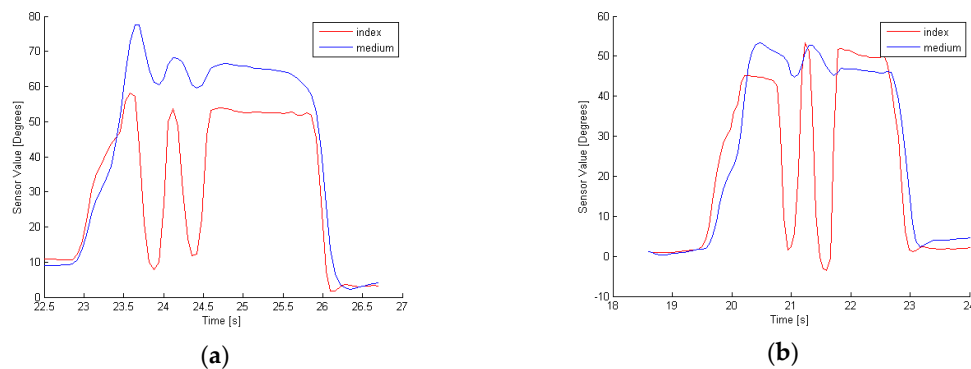 80
70
60
50
40
30
20
10
0
Sensor Value [Degrees]
22.5 23 23.5 24 24.5 25 25.5 26 26.5 27
Time [s]
index
medium
(a)
60
50
40
30
20
10
0
-10
Sensor Value [Degrees]
18 19 20 21 22 23 24
Time [s]
index
medium
(b)